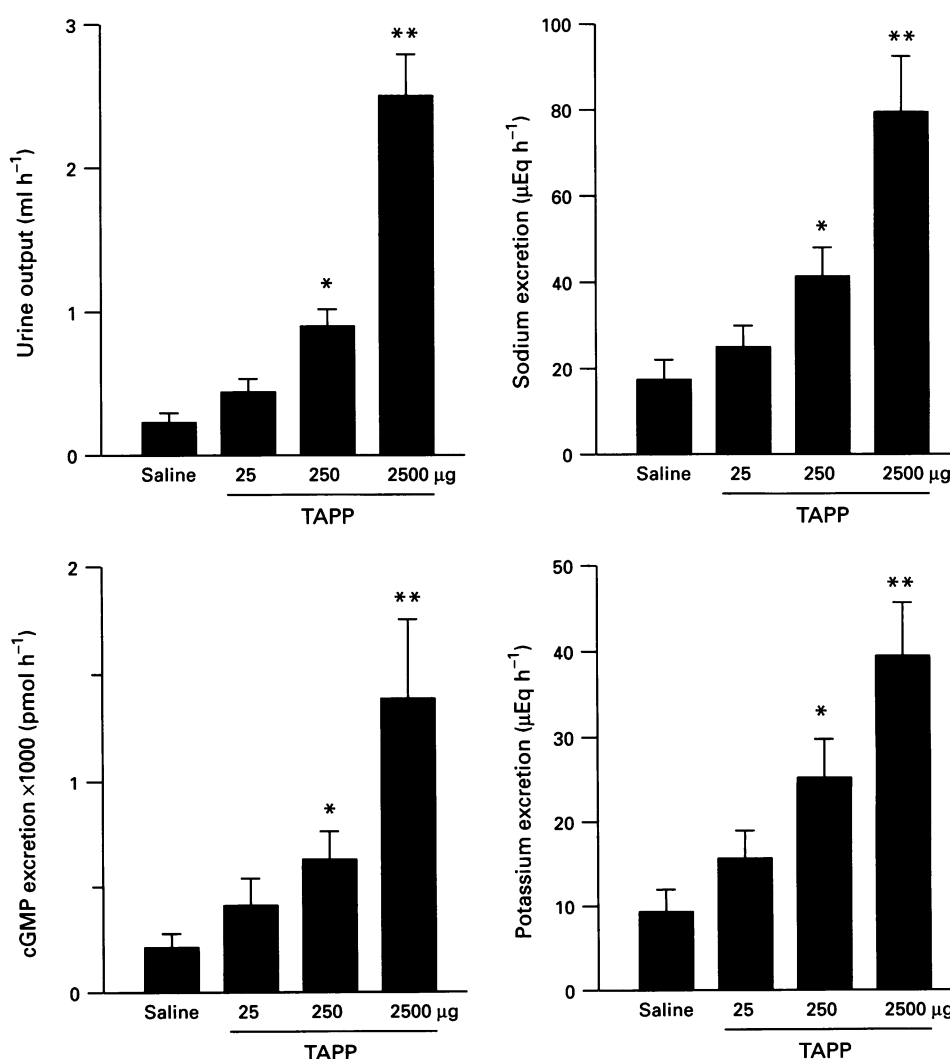 Urine output (ml h⁻¹)
3
2
1
0
**
*
Saline 25 250 2500 µg
TAPP
Sodium excretion (µEq h⁻¹)
100
80
60
40
20
0
**
*
Saline 25 250 2500 µg
TAPP
cGMP excretion ×1000 (pmol h⁻¹)
2
1
0
**
*
Saline 25 250 2500 µg
TAPP
Potassium excretion (µEq h⁻¹)
50
40
30
20
10
0
**
*
Saline 25 250 2500 µg
TAPP